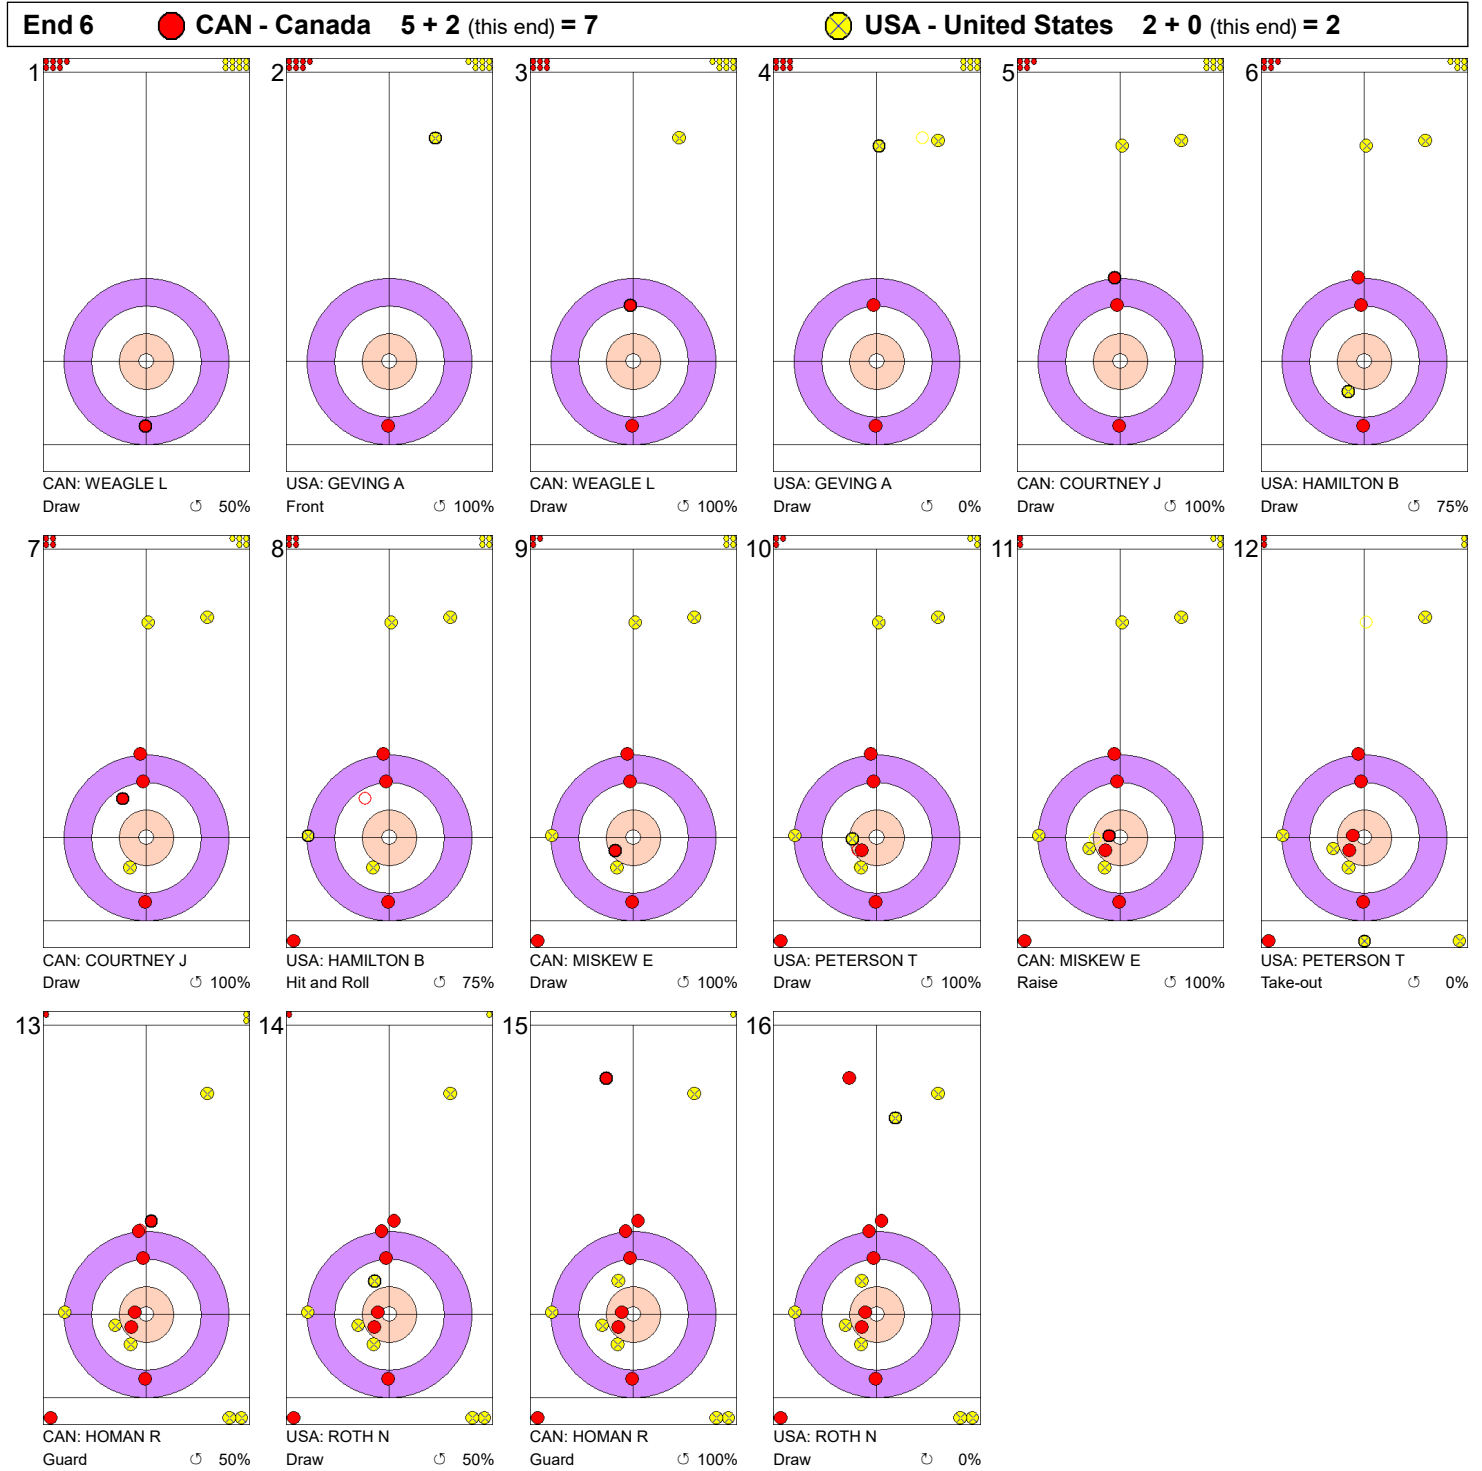 End 6 CAN - Canada 5 + 2 (this end) = 7 USA - United States 2 + 0 (this end) = 2
1 2 3 4 5 6
CAN: WEAGLE L USA: GEVING A CAN: WEAGLE L USA: GEVING A CAN: COURTNEY J USA: HAMILTON B
Draw ↺ 50% Front ↺ 100% Draw ↺ 100% Draw ↺ 0% Draw ↺ 100% Draw ↺ 75%
7 8 9 10 11 12
CAN: COURTNEY J USA: HAMILTON B CAN: MISKEW E USA: PETERSON T CAN: MISKEW E USA: PETERSON T
Draw ↺ 100% Hit and Roll ↺ 75% Draw ↺ 100% Draw ↺ 100% Raise ↺ 100% Take-out ↺ 0%
13 14 15 16
CAN: HOMAN R USA: ROTH N CAN: HOMAN R USA: ROTH N
Guard ↺ 50% Draw ↺ 50% Guard ↺ 100% Draw ↻ 0%